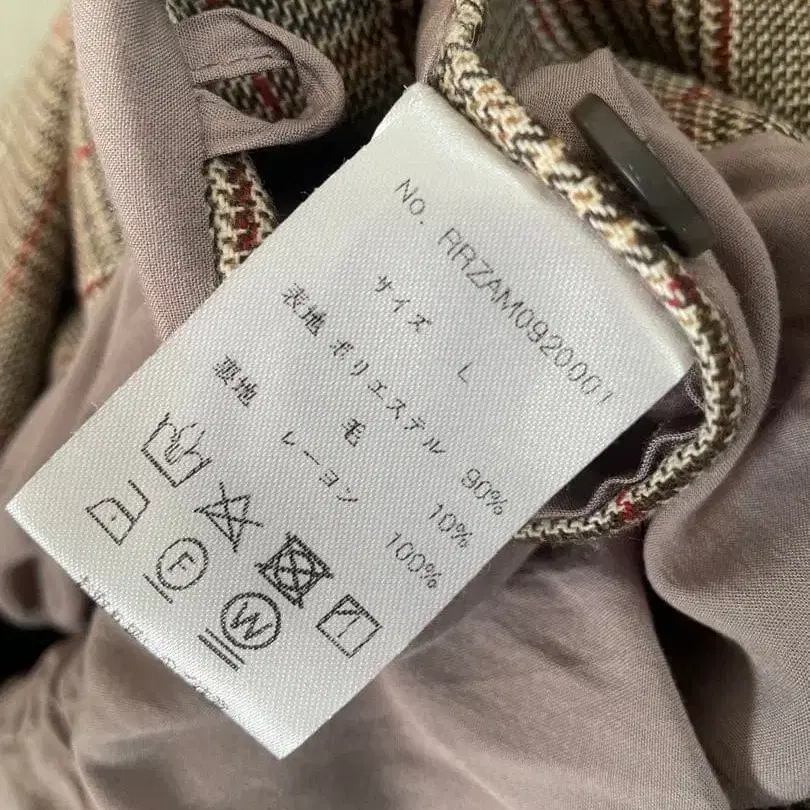 No. RRZAM0920001
サイズ L
表地 ポリエステル 90%
毛 10%
裏地 レーヨン 100%
F
W